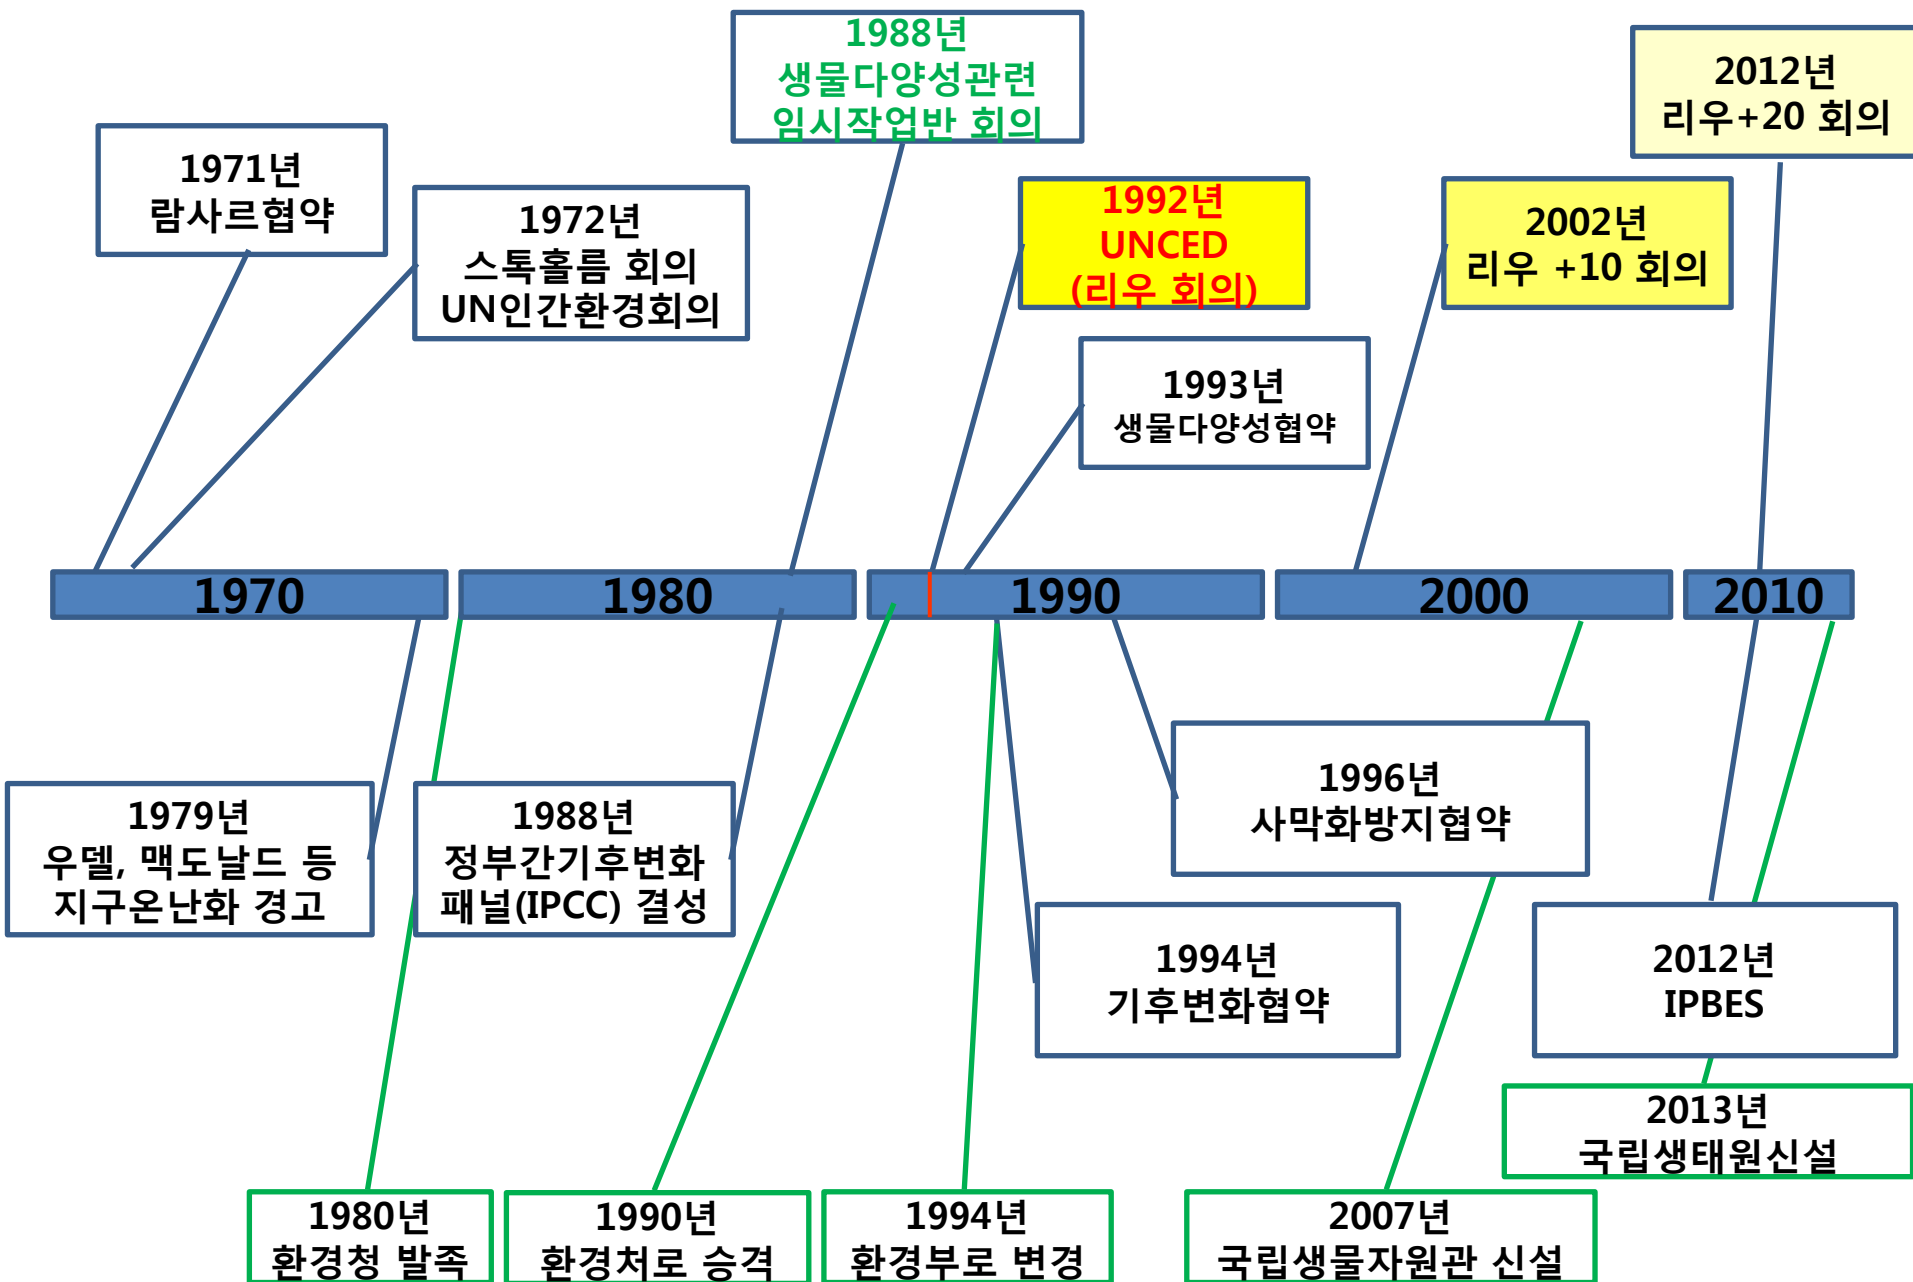 1988년
생물다양성관련
임시작업반 회의
2012년
리우+20 회의
1971년
람사르협약
1972년
스톡홀름 회의
UN인간환경회의
1992년
UNCED
(리우 회의)
2002년
리우 +10 회의
1993년
생물다양성협약
1970
1980
1990
2000
2010
1979년
우델, 맥도날드 등
지구온난화 경고
1988년
정부간기후변화
패널(IPCC) 결성
1996년
사막화방지협약
1994년
기후변화협약
2012년
IPBES
2013년
국립생태원신설
1980년
환경청 발족
1990년
환경처로 승격
1994년
환경부로 변경
2007년
국립생물자원관 신설